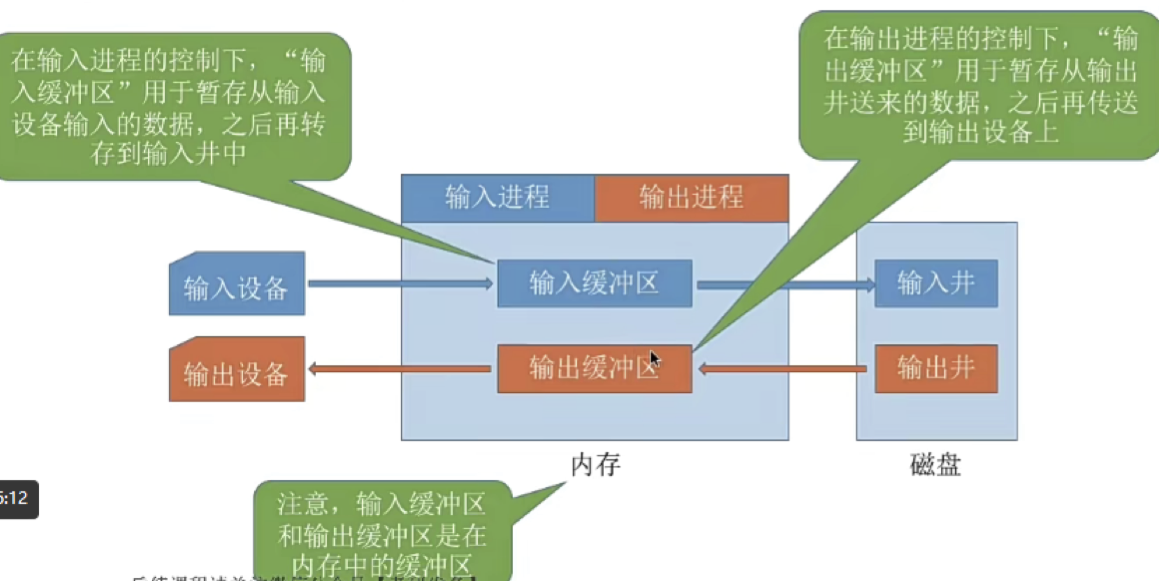 在输入进程的控制下，“输
入缓冲区”用于暂存从输入
设备输入的数据，之后再转
存到输入井中
在输出进程的控制下，“输
出缓冲区”用于暂存从输出
井送来的数据，之后再传送
到输出设备上
输入进程
输出进程
输入设备
输入缓冲区
输入井
输出设备
输出缓冲区
输出井
内存
磁盘
5:12
注意，输入缓冲区
和输出缓冲区是在
内存中的缓冲区